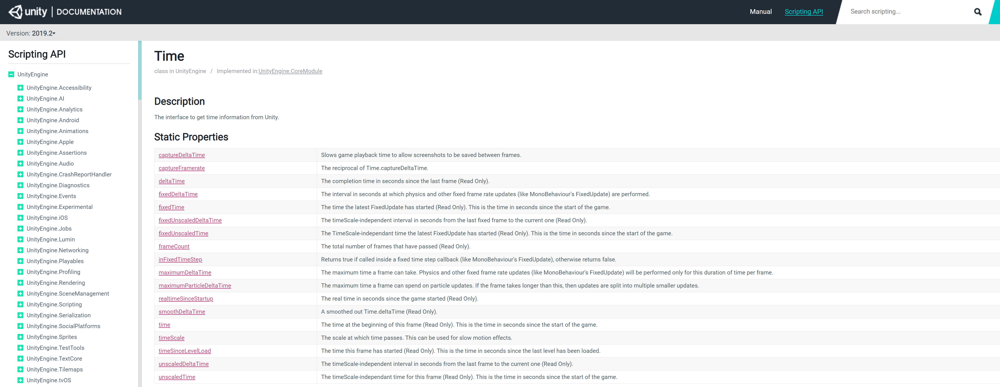 unity | DOCUMENTATION
Manual
Scripting API
Search scripting...
Version: 2019.2
Scripting API
UnityEngine
UnityEngine.Accessibility
UnityEngine.AI
UnityEngine.Analytics
UnityEngine.Android
UnityEngine.Animations
UnityEngine.Apple
UnityEngine.Assertions
UnityEngine.Audio
UnityEngine.CrashReportHandler
UnityEngine.Diagnostics
UnityEngine.Events
UnityEngine.Experimental
UnityEngine.iOS
UnityEngine.Jobs
UnityEngine.Lumin
UnityEngine.Networking
UnityEngine.Playables
UnityEngine.Profiling
UnityEngine.Rendering
UnityEngine.SceneManagement
UnityEngine.Scripting
UnityEngine.Serialization
UnityEngine.SocialPlatforms
UnityEngine.Sprites
UnityEngine.TestTools
UnityEngine.TextCore
UnityEngine.Tilemaps
UnityEngine.tvOS
Time
class in UnityEngine / Implemented in:UnityEngine.CoreModule
Description
The interface to get time information from Unity.
Static Properties
captureDeltaTime Slows game playback time to allow screenshots to be saved between frames.
captureFramerate The reciprocal of Time.captureDeltaTime.
deltaTime The completion time in seconds since the last frame (Read Only).
fixedDeltaTime The interval in seconds at which physics and other fixed frame rate updates (like MonoBehaviour's FixedUpdate) are performed.
fixedTime The time the latest FixedUpdate has started (Read Only). This is the time in seconds since the start of the game.
fixedUnscaledDeltaTime The timeScale-independent interval in seconds from the last fixed frame to the current one (Read Only).
fixedUnscaledTime The TimeScale-independant time the latest FixedUpdate has started (Read Only). This is the time in seconds since the start of the game.
frameCount The total number of frames that have passed (Read Only).
inFixedTimeStep Returns true if called inside a fixed time step callback (like MonoBehaviour's FixedUpdate), otherwise returns false.
maximumDeltaTime The maximum time a frame can take. Physics and other fixed frame rate updates (like MonoBehaviour's FixedUpdate) will be performed only for this duration of time per frame.
maximumParticleDeltaTime The maximum time a frame can spend on particle updates. If the frame takes longer than this, then updates are split into multiple smaller updates.
realtimeSinceStartup The real time in seconds since the game started (Read Only).
smoothDeltaTime A smoothed out Time.deltaTime (Read Only).
time The time at the beginning of this frame (Read Only). This is the time in seconds since the start of the game.
timeScale The scale at which time passes. This can be used for slow motion effects.
timeSinceLevelLoad The time this frame has started (Read Only). This is the time in seconds since the last level has been loaded.
unscaledDeltaTime The timeScale-independent interval in seconds from the last frame to the current one (Read Only).
unscaledTime The timeScale-independant time for this frame (Read Only). This is the time in seconds since the start of the game.